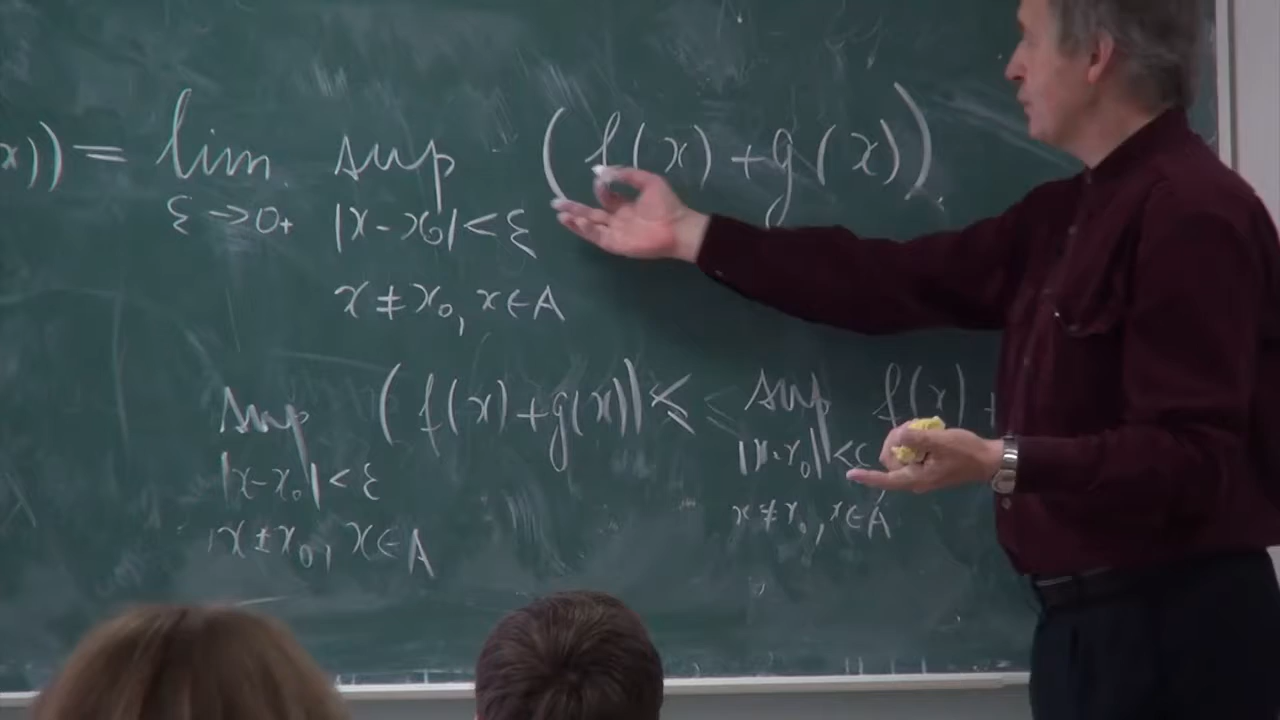 x)) = lim sup (f(x) + g(x))
ε → 0+ |x - x₀| < ε
x ≠ x₀, x ∈ A
sup (f(x) + g(x)) ≤ sup f(x) +
|x - x₀| < ε |x - x₀| < ε
x ≠ x₀, x ∈ A x ≠ x₀, x ∈ A